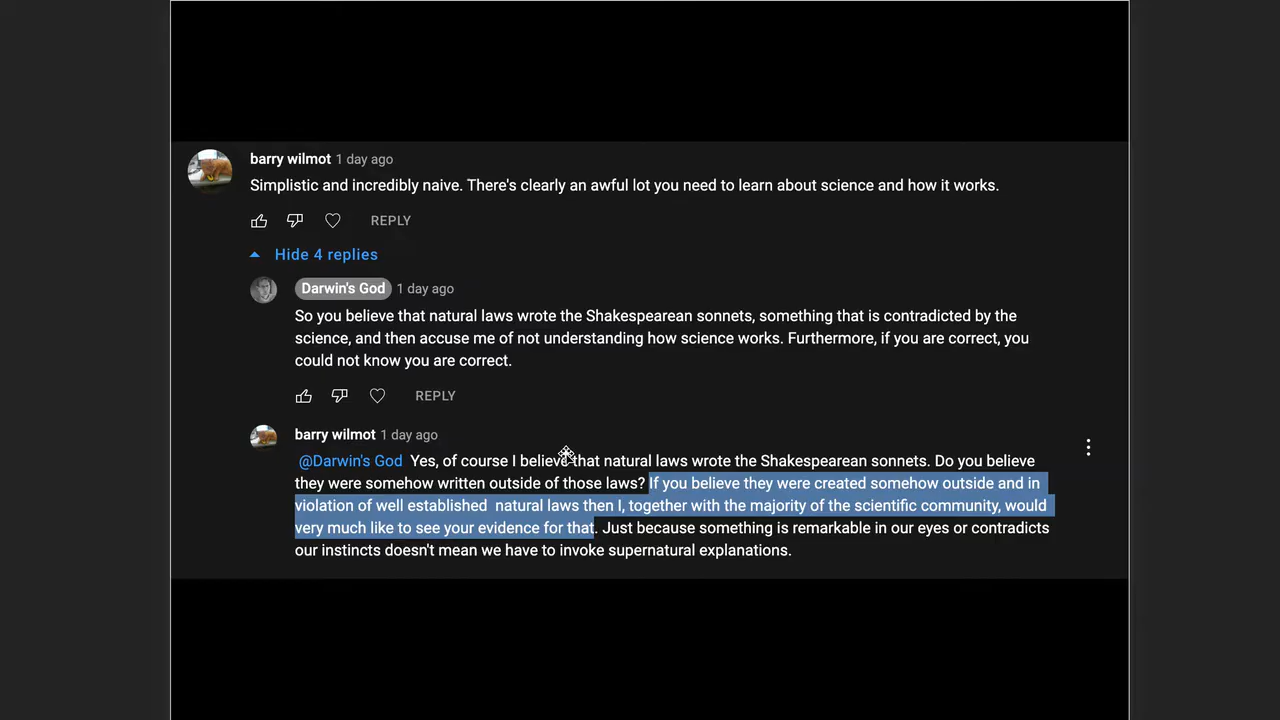 barry wilmot 1 day ago
Simplistic and incredibly naive. There's clearly an awful lot you need to learn about science and how it works.
REPLY
Hide 4 replies
Darwin's God 1 day ago
So you believe that natural laws wrote the Shakespearean sonnets, something that is contradicted by the
science, and then accuse me of not understanding how science works. Furthermore, if you are correct, you
could not know you are correct.
REPLY
barry wilmot 1 day ago
@Darwin's God Yes, of course I believe that natural laws wrote the Shakespearean sonnets. Do you believe
they were somehow written outside of those laws? If you believe they were created somehow outside and in
violation of well established natural laws then I, together with the majority of the scientific community, would
very much like to see your evidence for that. Just because something is remarkable in our eyes or contradicts
our instincts doesn't mean we have to invoke supernatural explanations.